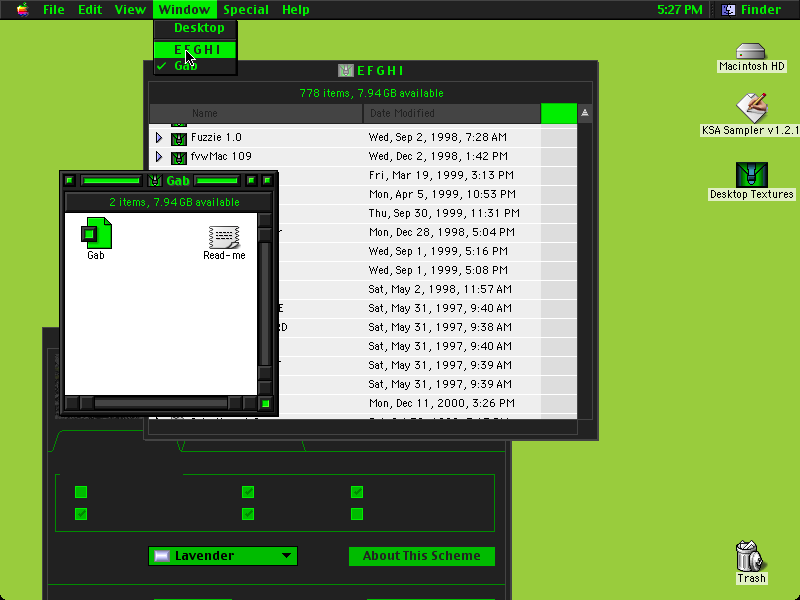 File Edit View Window Special Help 5:27 PM Finder
Desktop
E F G H I
Gab
E F G H I
778 items, 7.94 GB available
Name Date Modified
Fuzzie 1.0 Wed, Sep 2, 1998, 7:28 AM
fvwMac 109 Wed, Dec 2, 1998, 1:42 PM
Fri, Mar 19, 1999, 3:13 PM
Mon, Apr 5, 1999, 10:53 PM
Thu, Sep 30, 1999, 11:31 PM
Mon, Dec 28, 1998, 5:04 PM
Wed, Sep 1, 1999, 5:16 PM
Wed, Sep 1, 1999, 5:08 PM
Sat, May 2, 1998, 11:57 AM
Sat, May 31, 1997, 9:40 AM
Sat, May 31, 1997, 9:38 AM
Sat, May 31, 1997, 9:40 AM
Sat, May 31, 1997, 9:39 AM
Sat, May 31, 1997, 9:39 AM
Mon, Dec 11, 2000, 3:26 PM
Gab
2 items, 7.94 GB available
Gab
Read-me
Lavender
About This Scheme
Macintosh HD
KSA Sampler v1.2.1
Desktop Textures
Trash